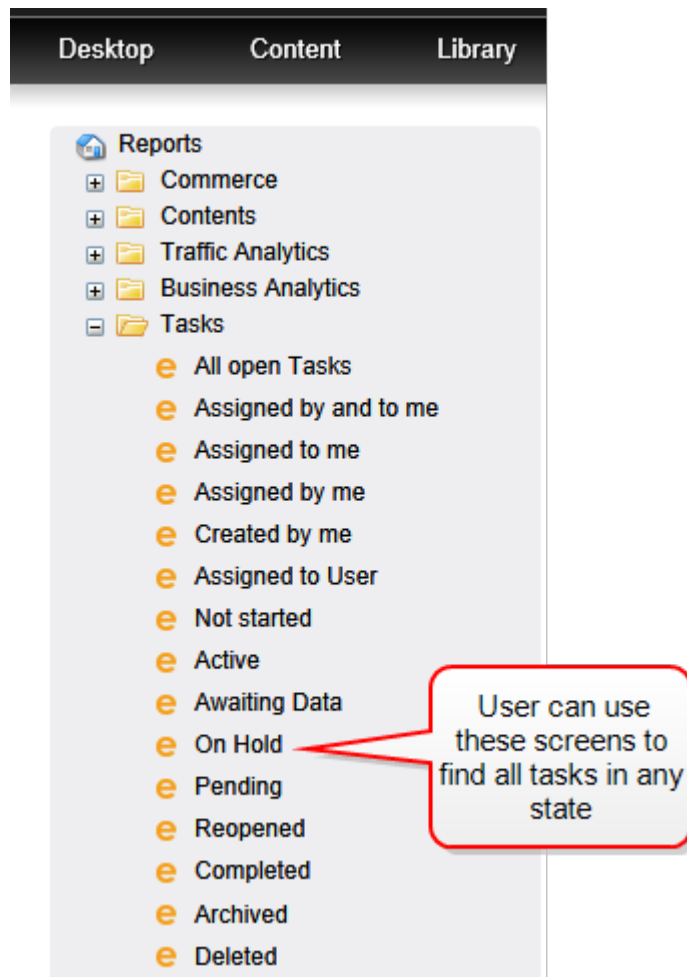 Desktop Content Library
Reports
Commerce
Contents
Traffic Analytics
Business Analytics
Tasks
All open Tasks
Assigned by and to me
Assigned to me
Assigned by me
Created by me
Assigned to User
Not started
Active
Awaiting Data
On Hold
Pending
Reopened
Completed
Archived
Deleted
User can use
these screens to
find all tasks in any
state